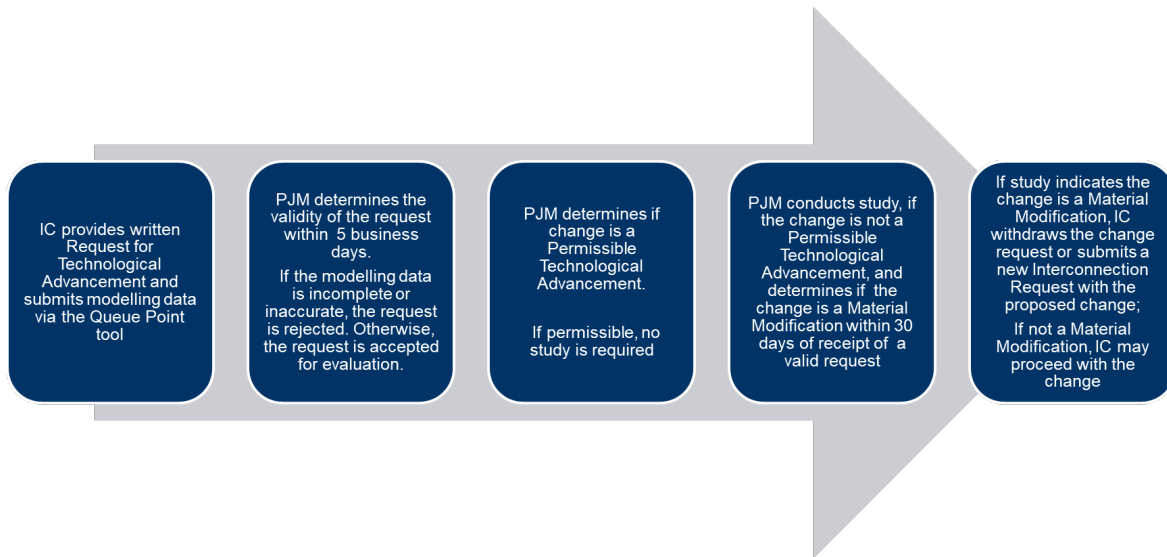 IC provides written
Request for
Technological
Advancement and
submits modelling data
via the Queue Point
tool
PJM determines the
validity of the request
within 5 business
days.
If the modelling data
is incomplete or
inaccurate, the request
is rejected. Otherwise,
the request is accepted
for evaluation.
PJM determines if
change is a
Permissible
Technological
Advancement.
If permissible, no
study is required
PJM conducts study, if
the change is not a
Permissible
Technological
Advancement, and
determines if the
change is a Material
Modification within 30
days of receipt of a
valid request
If study indicates the
change is a Material
Modification, IC
withdraws the change
request or submits a
new Interconnection
Request with the
proposed change;
If not a Material
Modification, IC may
proceed with the
change